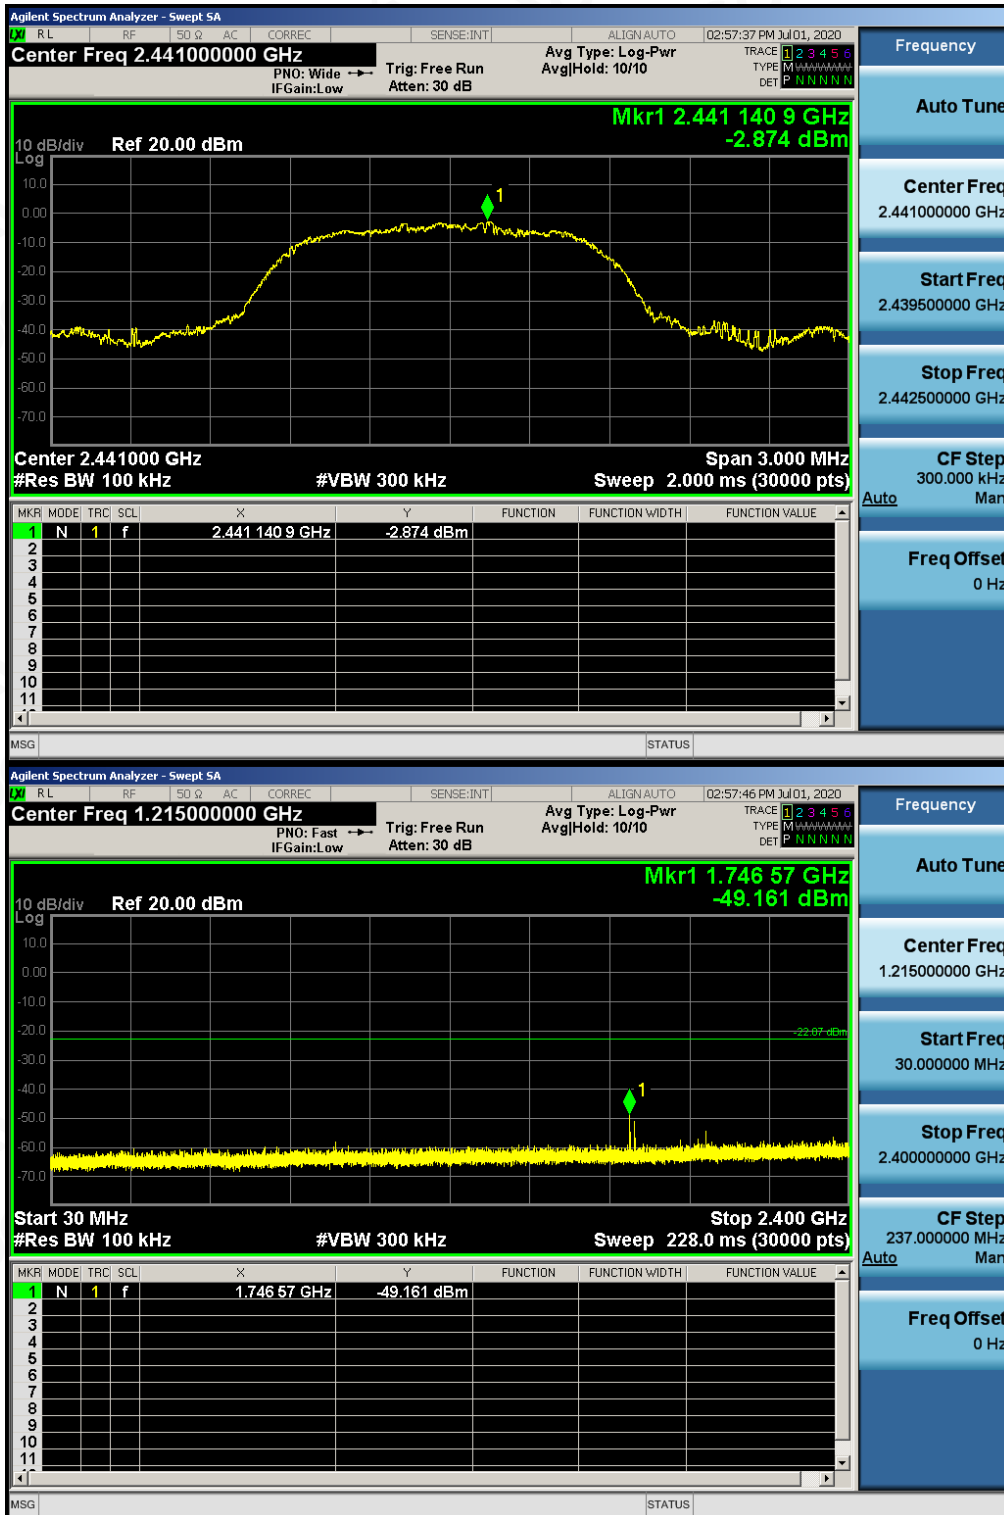 Agilent Spectrum Analyzer - Swept SA
LXI RL RF 50 Ω AC CORREC SENSE:INT ALIGN AUTO 02:57:37 PM Jul 01, 2020
Center Freq 2.441000000 GHz
PNO: Wide
IFGain:Low
Trig: Free Run
Atten: 30 dB
Avg Type: Log-Pwr
Avg|Hold: 10/10
TRACE 1 2 3 4 5 6
TYPE M WWWWW
DET P N N N N N
Mkr1 2.441 140 9 GHz
-2.874 dBm
10 dB/div Ref 20.00 dBm
Log
10.0
0.00
-10.0
-20.0
-30.0
-40.0
-50.0
-60.0
-70.0
1
Center 2.441000 GHz Span 3.000 MHz
#Res BW 100 kHz #VBW 300 kHz Sweep 2.000 ms (30000 pts)
MKR MODE TRC SCL X Y FUNCTION FUNCTION WIDTH FUNCTION VALUE
1 N 1 f 2.441 140 9 GHz -2.874 dBm
2
3
4
5
6
7
8
9
10
11
MSG STATUS
Frequency
Auto Tune
Center Freq
2.441000000 GHz
Start Freq
2.439500000 GHz
Stop Freq
2.442500000 GHz
CF Step
300.000 kHz
Auto Man
Freq Offset
0 Hz
Agilent Spectrum Analyzer - Swept SA
LXI RL RF 50 Ω AC CORREC SENSE:INT ALIGN AUTO 02:57:46 PM Jul 01, 2020
Center Freq 1.215000000 GHz
PNO: Fast
IFGain:Low
Trig: Free Run
Atten: 30 dB
Avg Type: Log-Pwr
Avg|Hold: 10/10
TRACE 1 2 3 4 5 6
TYPE M WWWWW
DET P N N N N N
Mkr1 1.746 57 GHz
-49.161 dBm
10 dB/div Ref 20.00 dBm
Log
10.0
0.00
-10.0
-20.0
-30.0
-40.0
-50.0
-60.0
-70.0
-22.87 dBm
1
Start 30 MHz Stop 2.400 GHz
#Res BW 100 kHz #VBW 300 kHz Sweep 228.0 ms (30000 pts)
MKR MODE TRC SCL X Y FUNCTION FUNCTION WIDTH FUNCTION VALUE
1 N 1 f 1.746 57 GHz -49.161 dBm
2
3
4
5
6
7
8
9
10
11
MSG STATUS
Frequency
Auto Tune
Center Freq
1.215000000 GHz
Start Freq
30.000000 MHz
Stop Freq
2.400000000 GHz
CF Step
237.000000 MHz
Auto Man
Freq Offset
0 Hz